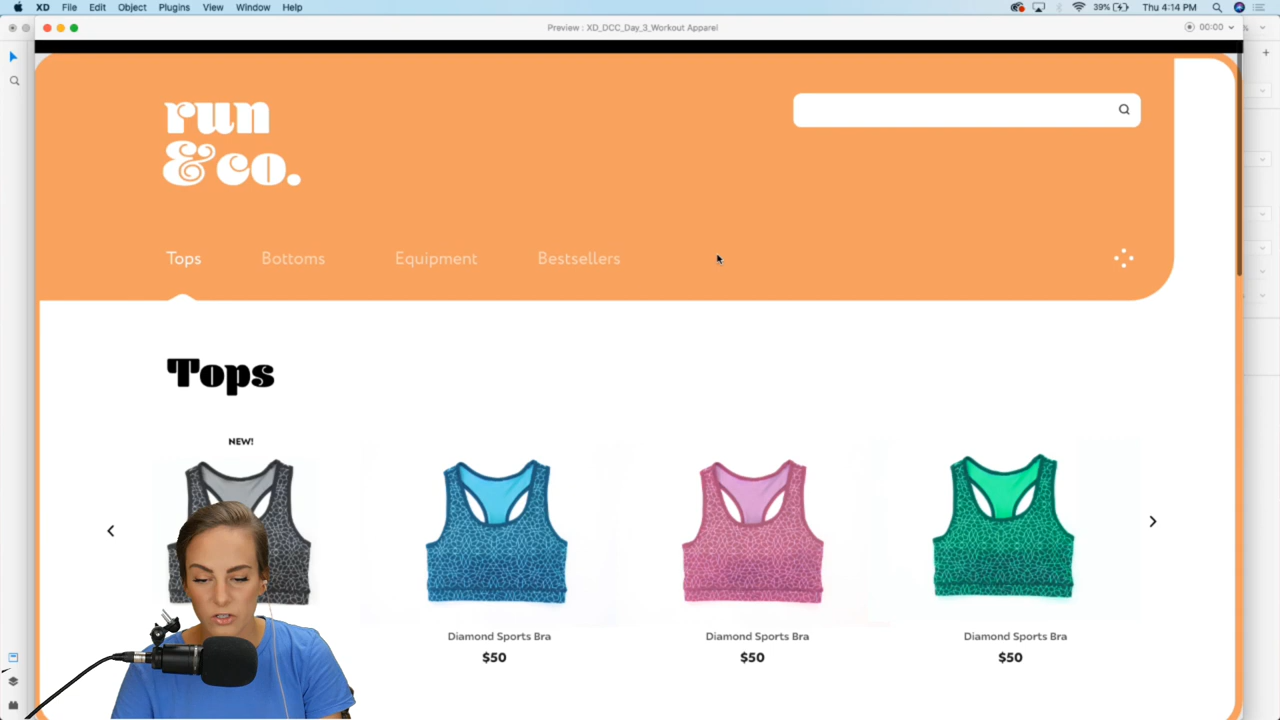 XD File Edit Object Plugins View Window Help 39% Thu 4:14 PM
Preview : XD_DCC_Day_3_Workout Apparel 00:00
run
&co.
Tops Bottoms Equipment Bestsellers
Tops
NEW!
Diamond Sports Bra Diamond Sports Bra Diamond Sports Bra
$50 $50 $50